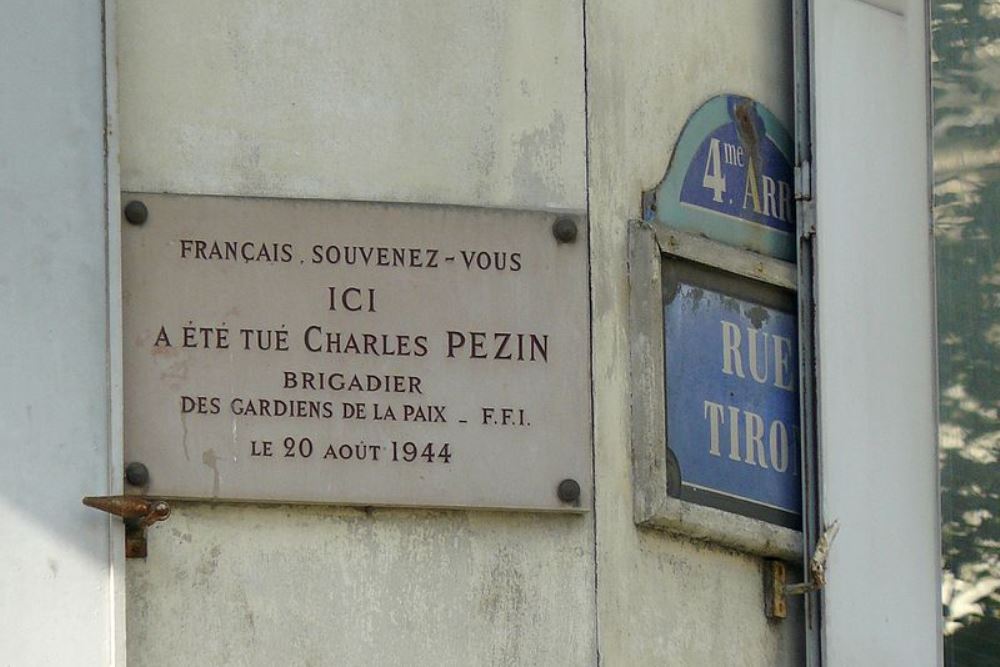 FRANÇAIS . SOUVENEZ-VOUS
ICI
A ÉTÉ TUÉ CHARLES PEZIN
BRIGADIER
DES GARDIENS DE LA PAIX _ F.F.I.
LE 20 AOÛT 1944
4me ARR
RUE
TIRO